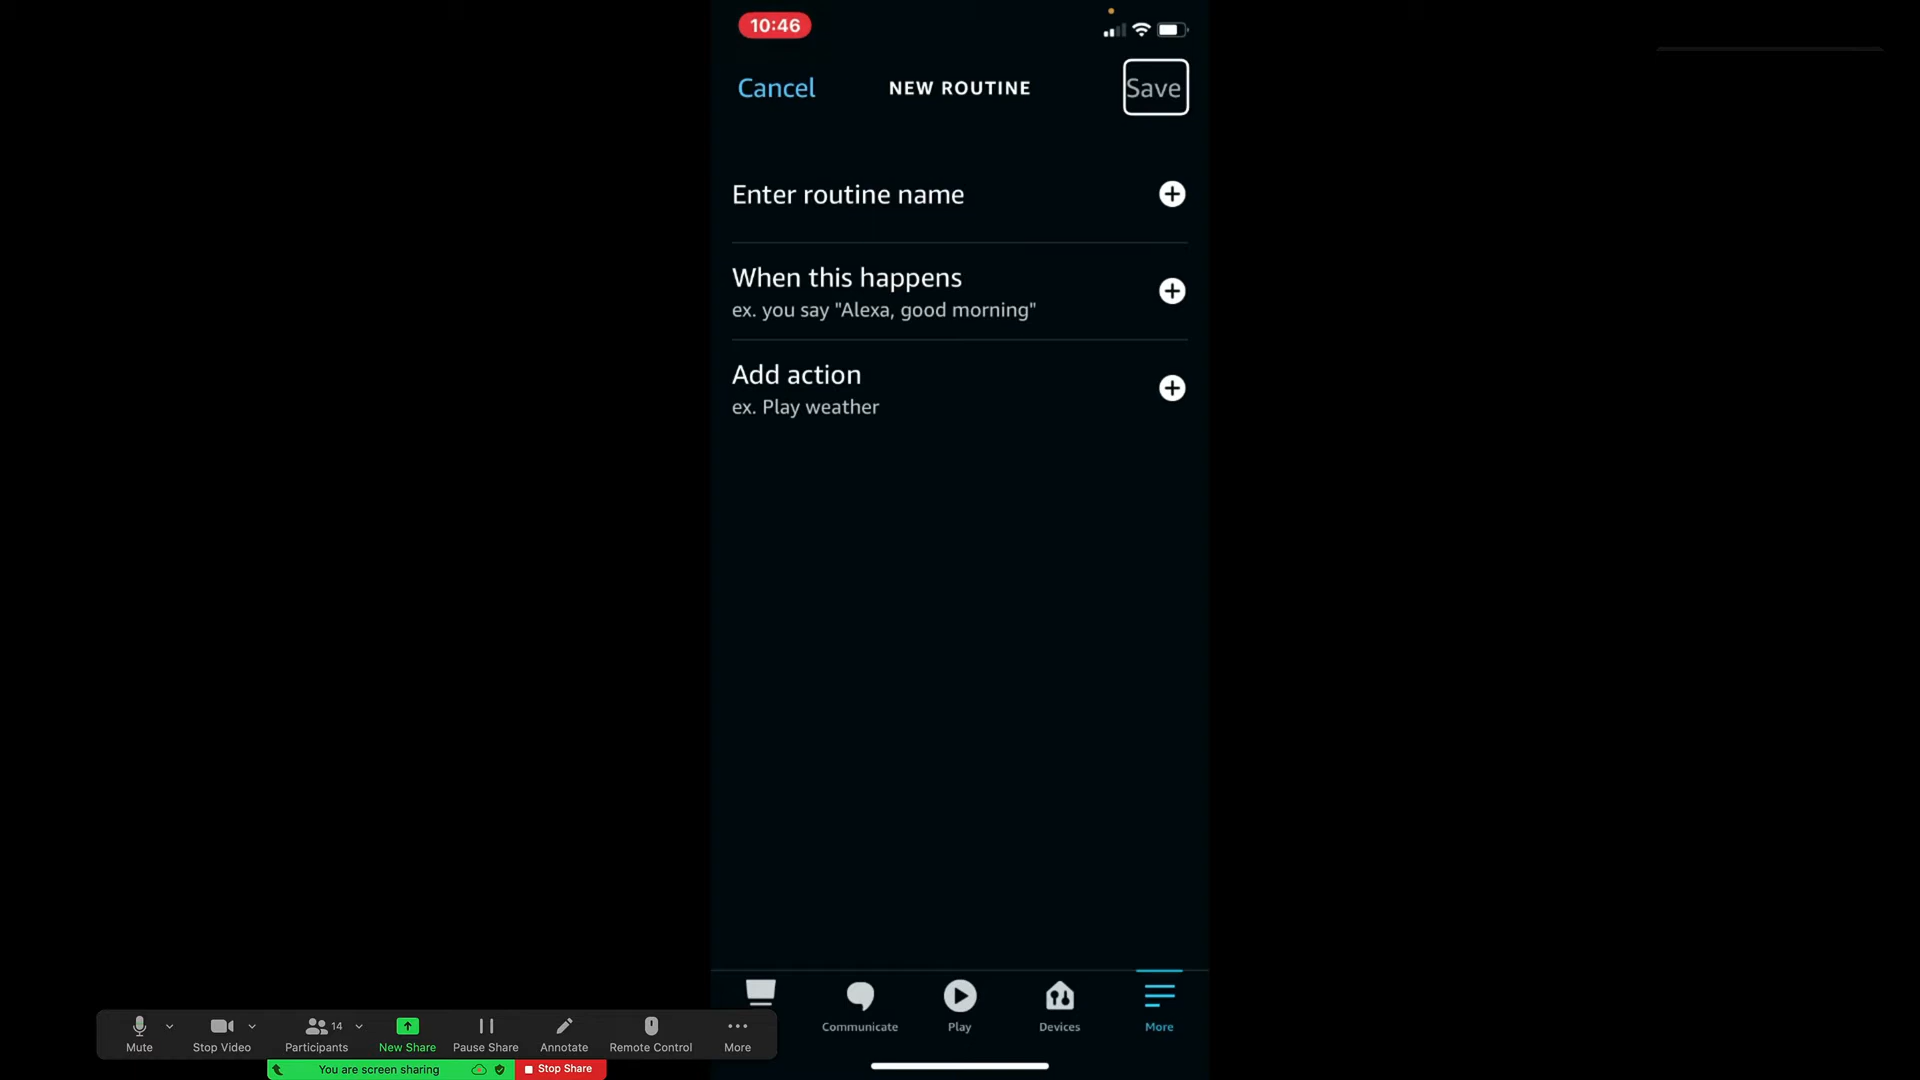 10:46
Cancel
NEW ROUTINE
Save
Enter routine name
When this happens
ex. you say "Alexa, good morning"
Add action
ex. Play weather
Communicate
Play
Devices
More
14
Mute
Stop Video
Participants
New Share
Pause Share
Annotate
Remote Control
More
You are screen sharing
Stop Share